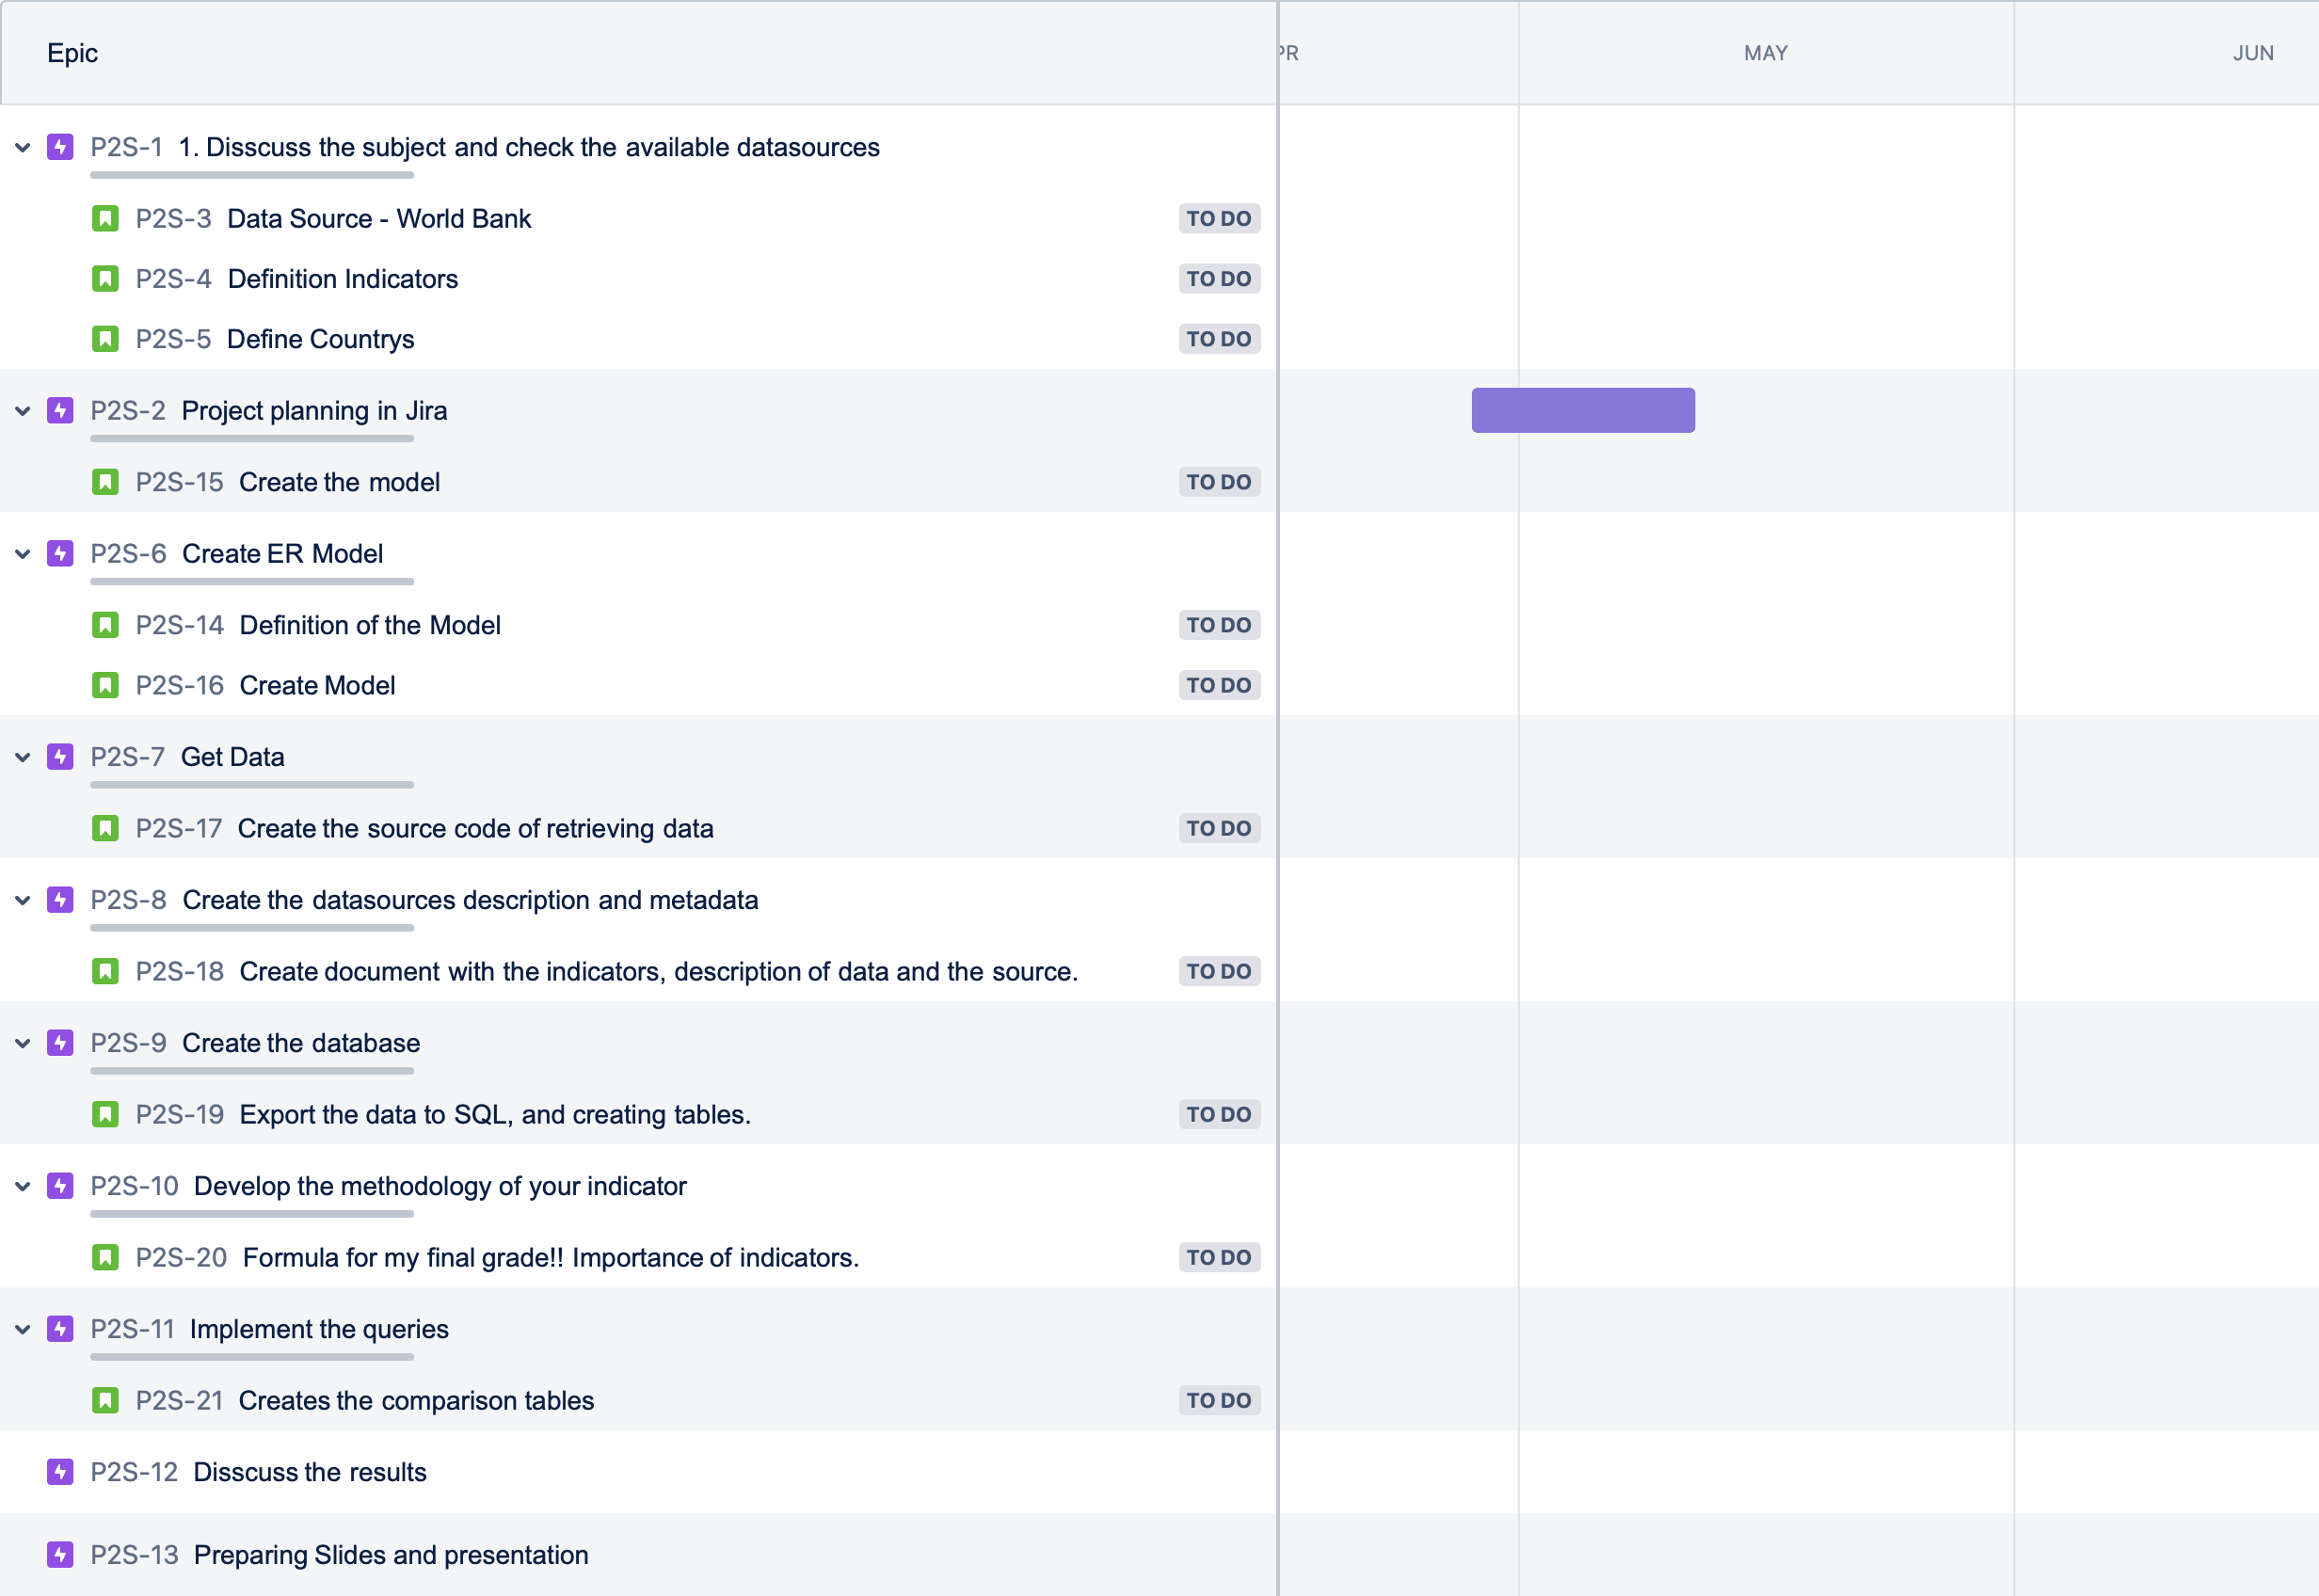 Epic PR MAY JUN
P2S-1 1. Disscuss the subject and check the available datasources
P2S-3 Data Source - World Bank TO DO
P2S-4 Definition Indicators TO DO
P2S-5 Define Countrys TO DO
P2S-2 Project planning in Jira
P2S-15 Create the model TO DO
P2S-6 Create ER Model
P2S-14 Definition of the Model TO DO
P2S-16 Create Model TO DO
P2S-7 Get Data
P2S-17 Create the source code of retrieving data TO DO
P2S-8 Create the datasources description and metadata
P2S-18 Create document with the indicators, description of data and the source. TO DO
P2S-9 Create the database
P2S-19 Export the data to SQL, and creating tables. TO DO
P2S-10 Develop the methodology of your indicator
P2S-20 Formula for my final grade!! Importance of indicators. TO DO
P2S-11 Implement the queries
P2S-21 Creates the comparison tables TO DO
P2S-12 Disscuss the results
P2S-13 Preparing Slides and presentation